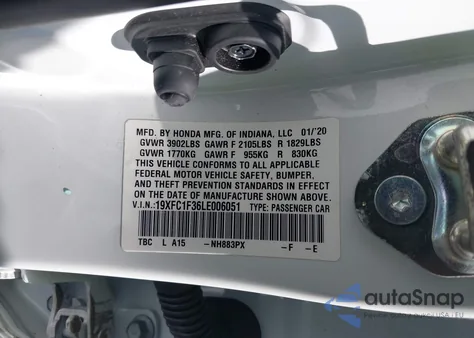 MFD. BY HONDA MFG. OF INDIANA, LLC 01/'20
GVWR 3902LBS GAWR F 2105LBS R 1829LBS
GVWR 1770KG GAWR F 955KG R 830KG
THIS VEHICLE CONFORMS TO ALL APPLICABLE
FEDERAL MOTOR VEHICLE SAFETY, BUMPER,
AND THEFT PREVENTION STANDARDS IN EFFECT
ON THE DATE OF MANUFACTURE SHOWN ABOVE.
V.I.N.: 19XFC1F36LE006051 TYPE: PASSENGER CAR
TBC L A15 -NH883PX -F -E
autoSnap